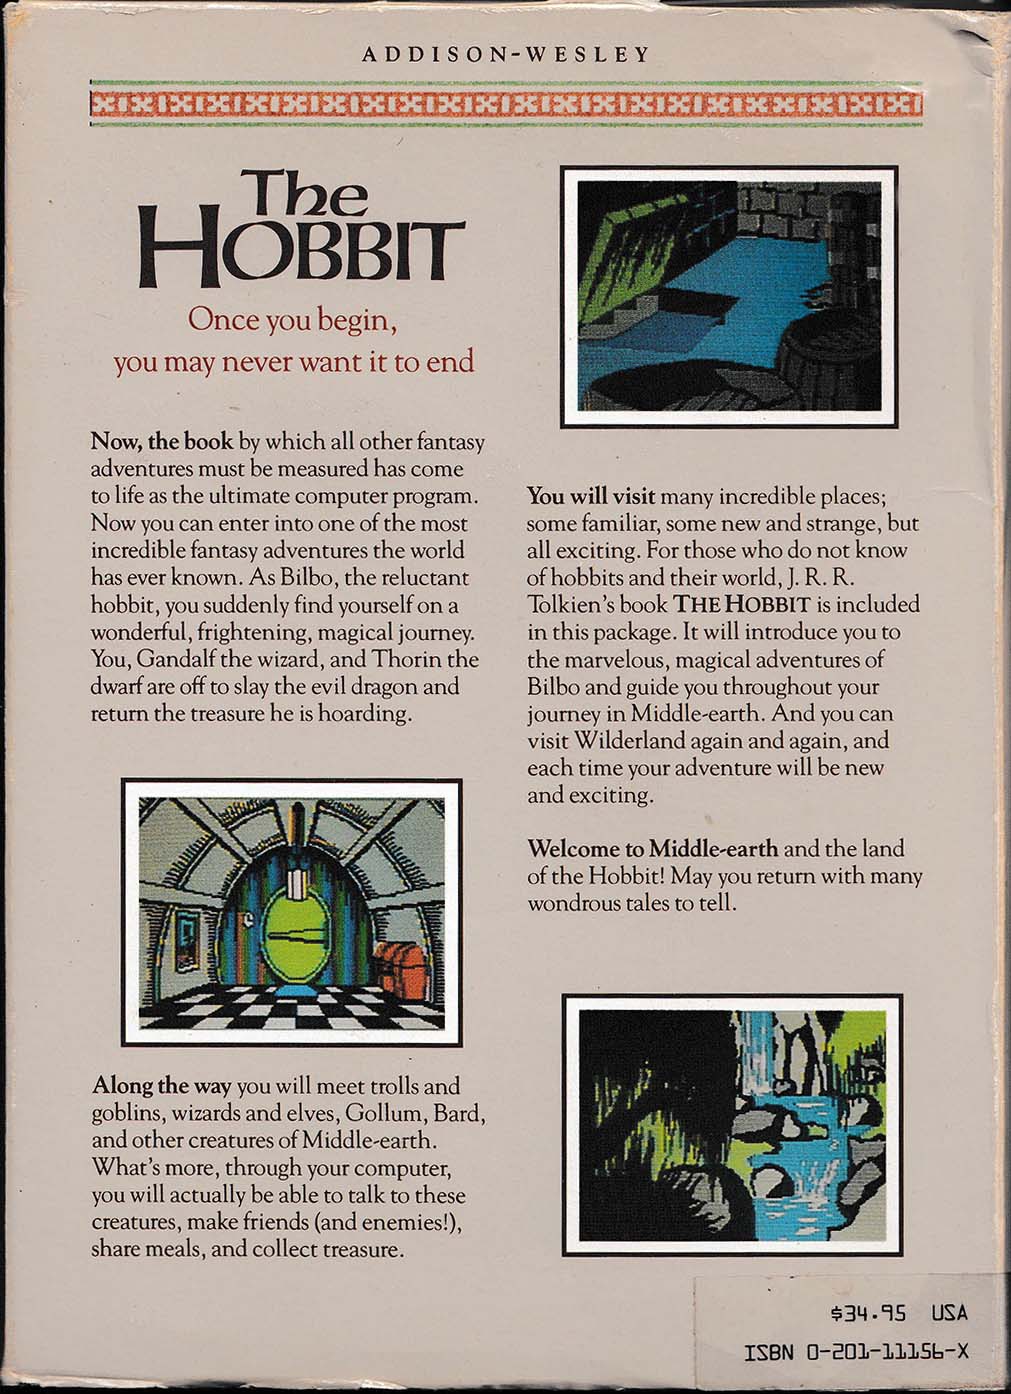 ADDISON-WESLEY
The
HOBBIT
Once you begin,
you may never want it to end
Now, the book by which all other fantasy
adventures must be measured has come
to life as the ultimate computer program.
Now you can enter into one of the most
incredible fantasy adventures the world
has ever known. As Bilbo, the reluctant
hobbit, you suddenly find yourself on a
wonderful, frightening, magical journey.
You, Gandalf the wizard, and Thorin the
dwarf are off to slay the evil dragon and
return the treasure he is hoarding.
Along the way you will meet trolls and
goblins, wizards and elves, Gollum, Bard,
and other creatures of Middle-earth.
What's more, through your computer,
you will actually be able to talk to these
creatures, make friends (and enemies!),
share meals, and collect treasure.
You will visit many incredible places;
some familiar, some new and strange, but
all exciting. For those who do not know
of hobbits and their world, J. R. R.
Tolkien's book THE HOBBIT is included
in this package. It will introduce you to
the marvelous, magical adventures of
Bilbo and guide you throughout your
journey in Middle-earth. And you can
visit Wilderland again and again, and
each time your adventure will be new
and exciting.
Welcome to Middle-earth and the land
of the Hobbit! May you return with many
wondrous tales to tell.
$34.95 USA
ISBN 0-201-11156-X